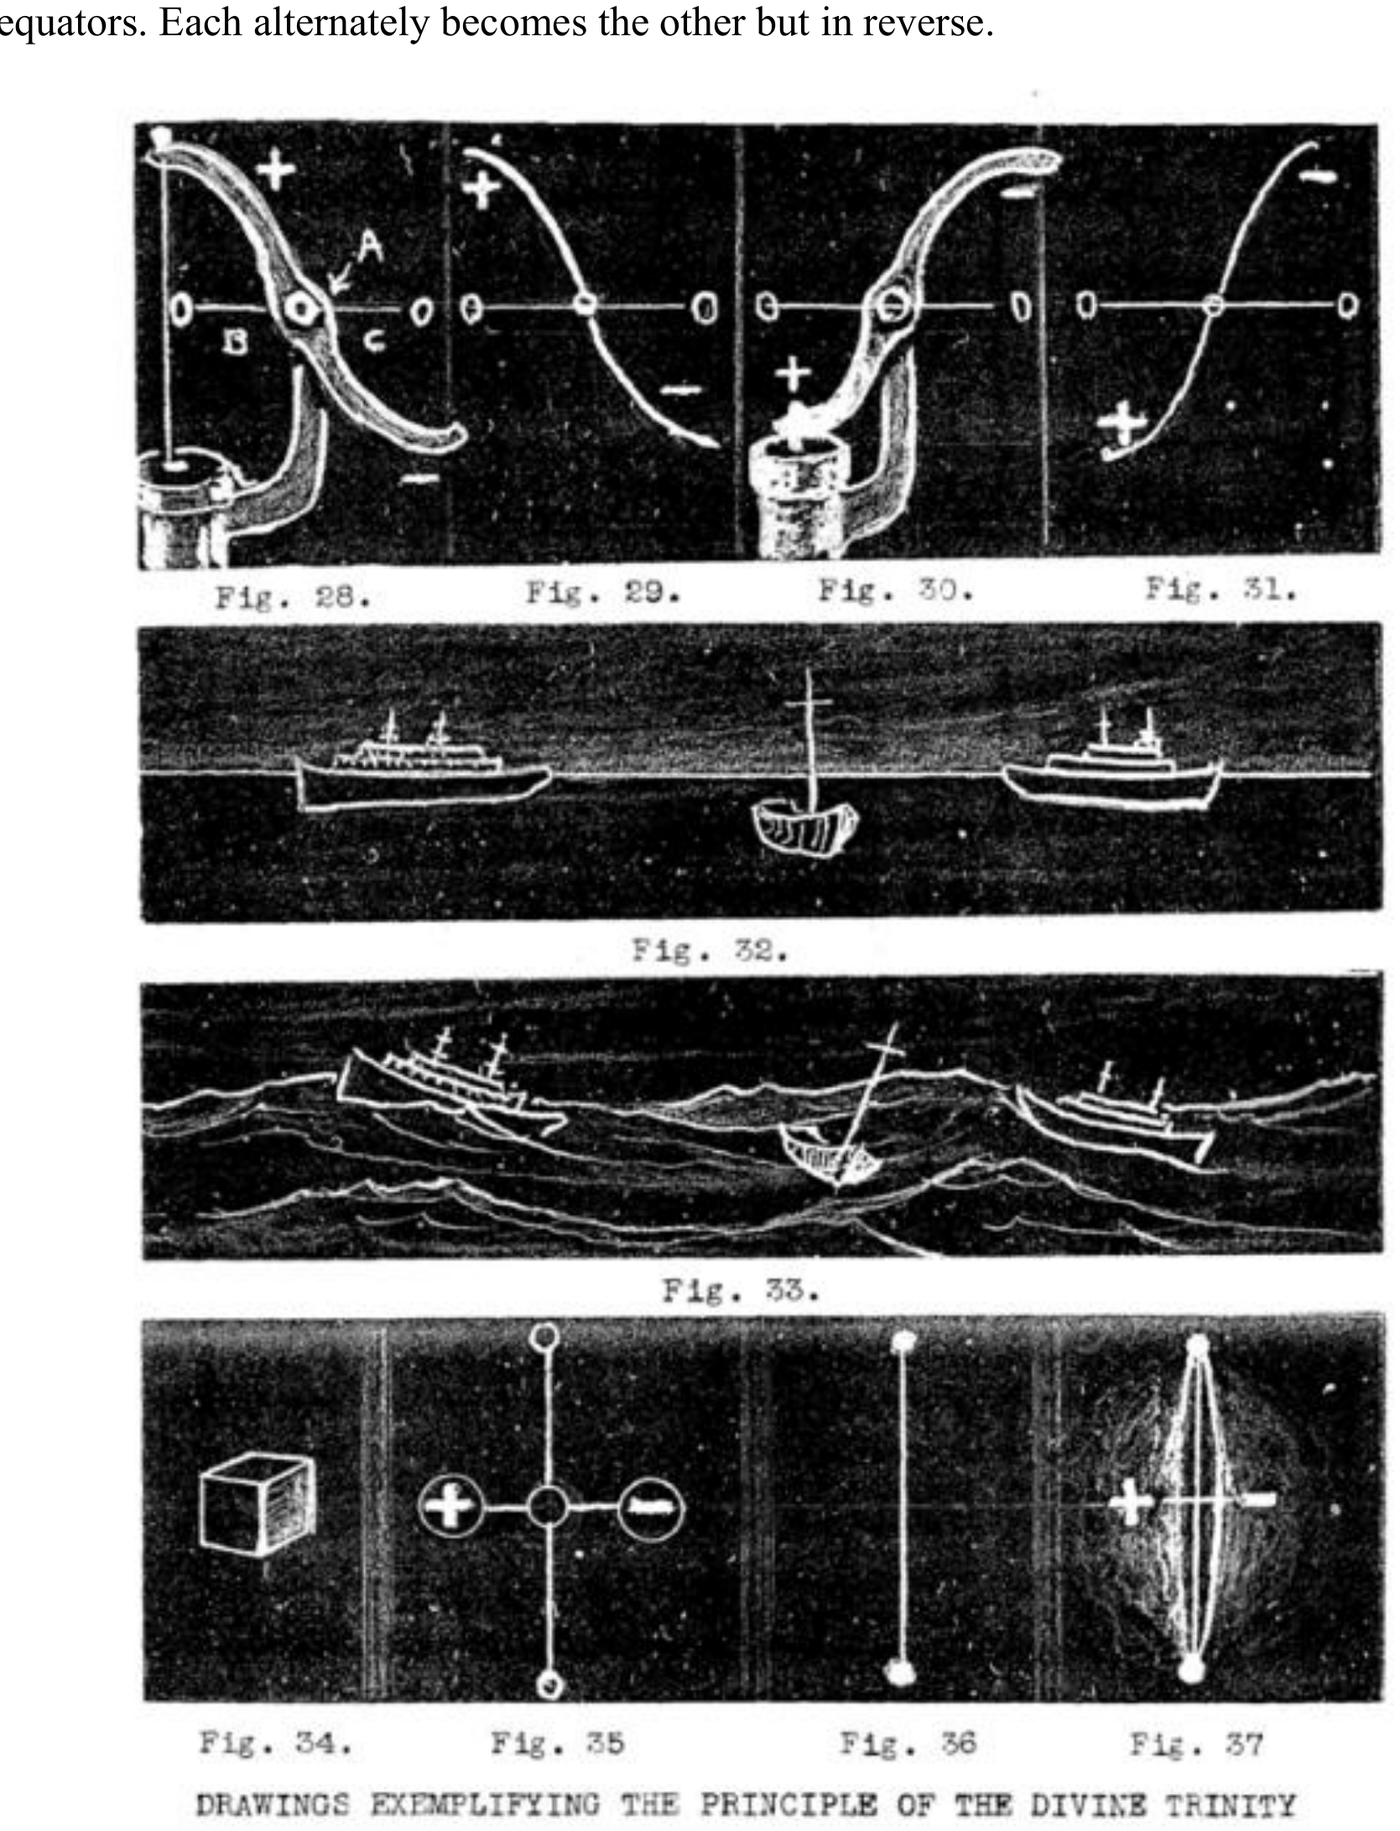 equators. Each alternately becomes the other but in reverse.
+ A 0 0 B C -
+ 0 0 -
- 0 0 +
- 0 0 +
Fig. 28. Fig. 29. Fig. 30. Fig. 31.
Fig. 32.
Fig. 33.
+ -
+ -
Fig. 34. Fig. 35 Fig. 36 Fig. 37
DRAWINGS EXEMPLIFYING THE PRINCIPLE OF THE DIVINE TRINITY